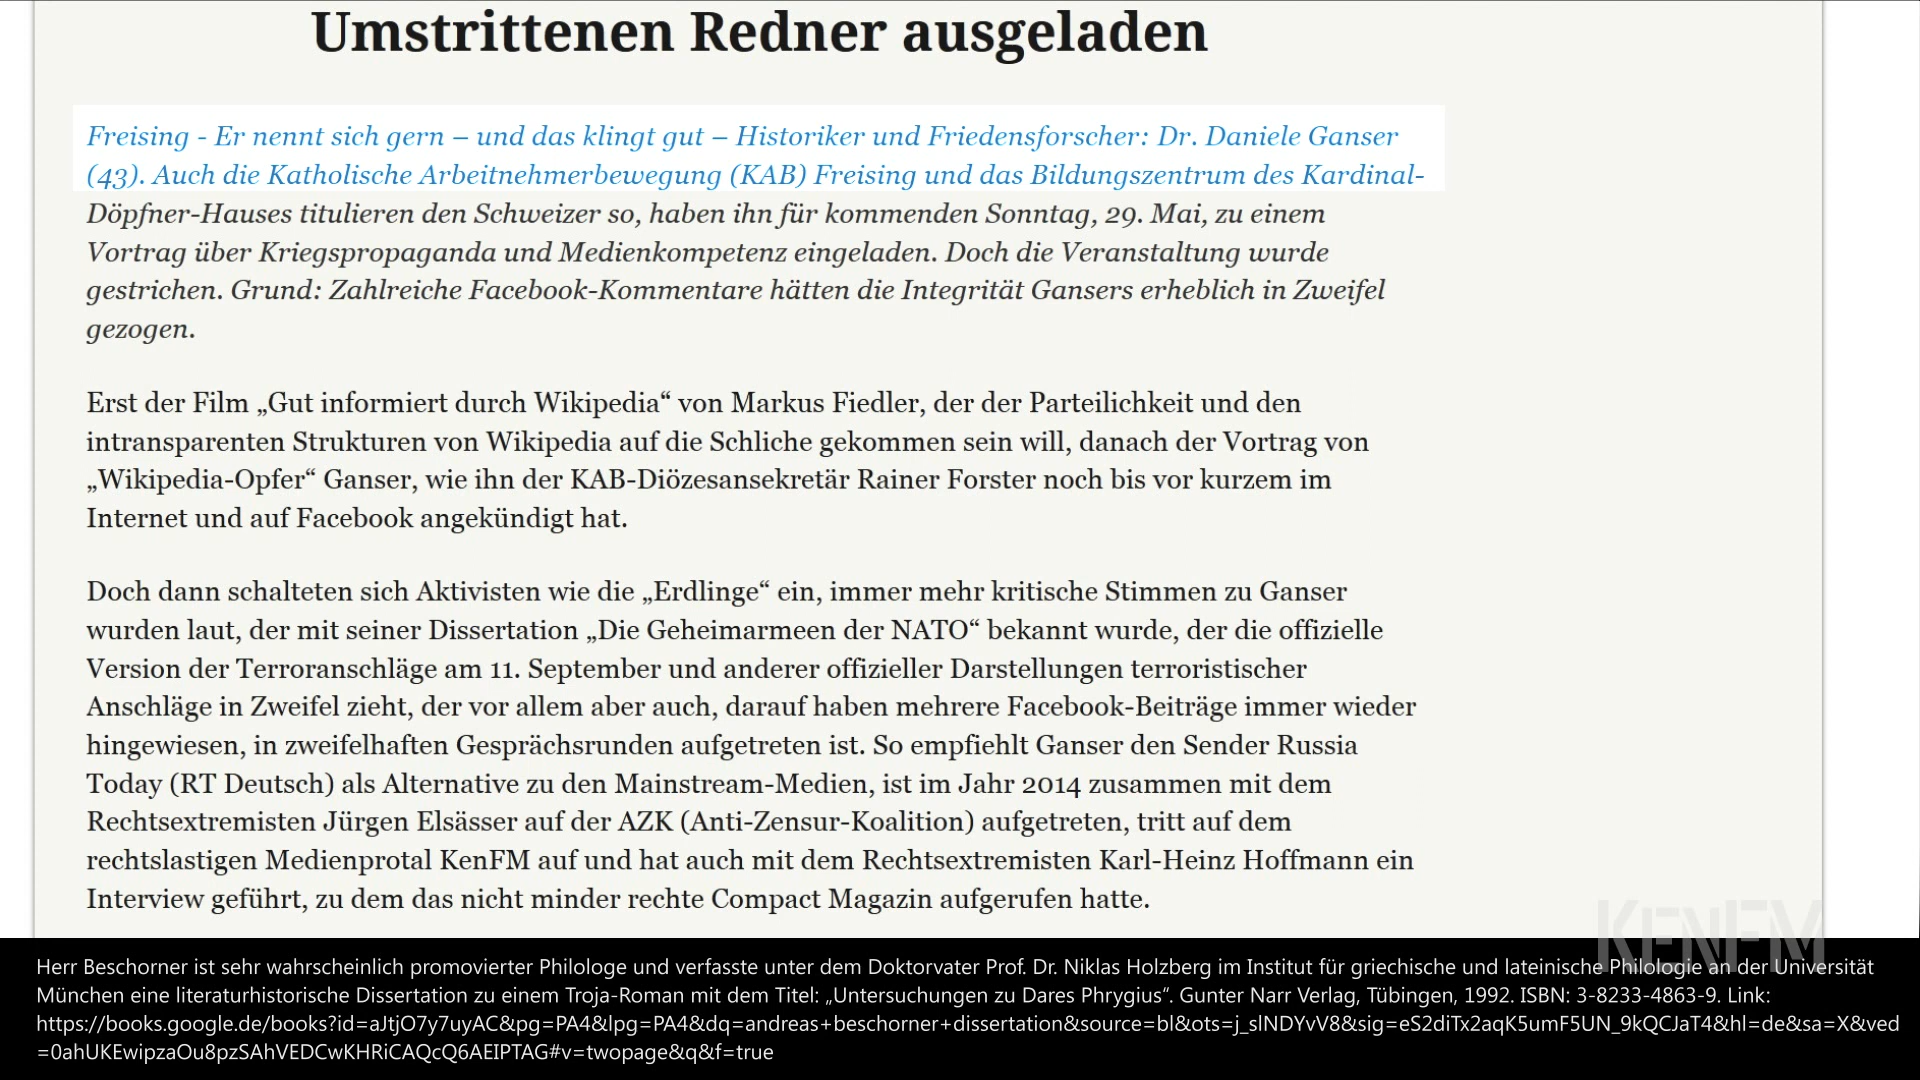 Umstrittenen Redner ausgeladen
Freising - Er nennt sich gern – und das klingt gut – Historiker und Friedensforscher: Dr. Daniele Ganser
(43). Auch die Katholische Arbeitnehmerbewegung (KAB) Freising und das Bildungszentrum des Kardinal-
Döpfner-Hauses titulieren den Schweizer so, haben ihn für kommenden Sonntag, 29. Mai, zu einem
Vortrag über Kriegspropaganda und Medienkompetenz eingeladen. Doch die Veranstaltung wurde
gestrichen. Grund: Zahlreiche Facebook-Kommentare hätten die Integrität Gansers erheblich in Zweifel
gezogen.
Erst der Film „Gut informiert durch Wikipedia“ von Markus Fiedler, der der Parteilichkeit und den
intransparenten Strukturen von Wikipedia auf die Schliche gekommen sein will, danach der Vortrag von
„Wikipedia-Opfer“ Ganser, wie ihn der KAB-Diözesansekretär Rainer Forster noch bis vor kurzem im
Internet und auf Facebook angekündigt hat.
Doch dann schalteten sich Aktivisten wie die „Erdlinge“ ein, immer mehr kritische Stimmen zu Ganser
wurden laut, der mit seiner Dissertation „Die Geheimarmeen der NATO“ bekannt wurde, der die offizielle
Version der Terroranschläge am 11. September und anderer offizieller Darstellungen terroristischer
Anschläge in Zweifel zieht, der vor allem aber auch, darauf haben mehrere Facebook-Beiträge immer wieder
hingewiesen, in zweifelhaften Gesprächsrunden aufgetreten ist. So empfiehlt Ganser den Sender Russia
Today (RT Deutsch) als Alternative zu den Mainstream-Medien, ist im Jahr 2014 zusammen mit dem
Rechtsextremisten Jürgen Elsässer auf der AZK (Anti-Zensur-Koalition) aufgetreten, tritt auf dem
rechtslastigen Medienprotal KenFM auf und hat auch mit dem Rechtsextremisten Karl-Heinz Hoffmann ein
Interview geführt, zu dem das nicht minder rechte Compact Magazin aufgerufen hatte.
KENFM
Herr Beschorner ist sehr wahrscheinlich promovierter Philologe und verfasste unter dem Doktorvater Prof. Dr. Niklas Holzberg im Institut für griechische und lateinische Philologie an der Universität
München eine literaturhistorische Dissertation zu einem Troja-Roman mit dem Titel: „Untersuchungen zu Dares Phrygius“. Gunter Narr Verlag, Tübingen, 1992. ISBN: 3-8233-4863-9. Link:
https://books.google.de/books?id=aJtjO7y7uyAC&pg=PA4&lpg=PA4&dq=andreas+beschorner+dissertation&source=bl&ots=j_slNDYvV8&sig=eS2diTx2aqK5umF5UN_9kQCJaT4&hl=de&sa=X&ved
=0ahUKEwipzaOu8pzSAhVEDCwKHRiCAQcQ6AEIPTAG#v=twopage&q&f=true